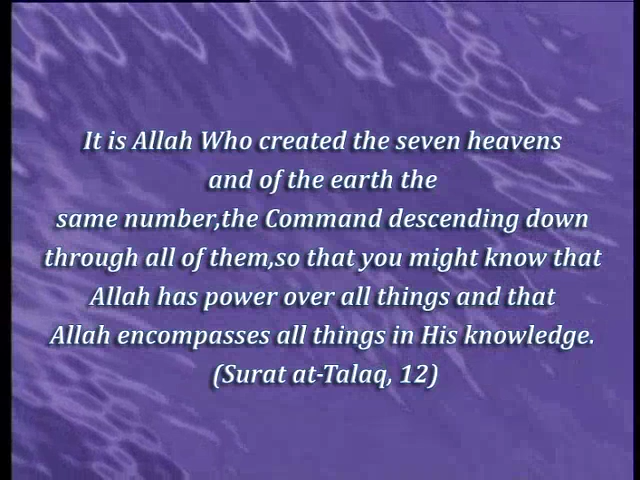 It is Allah Who created the seven heavens
and of the earth the
same number,the Command descending down
through all of them,so that you might know that
Allah has power over all things and that
Allah encompasses all things in His knowledge.
(Surat at-Talaq, 12)